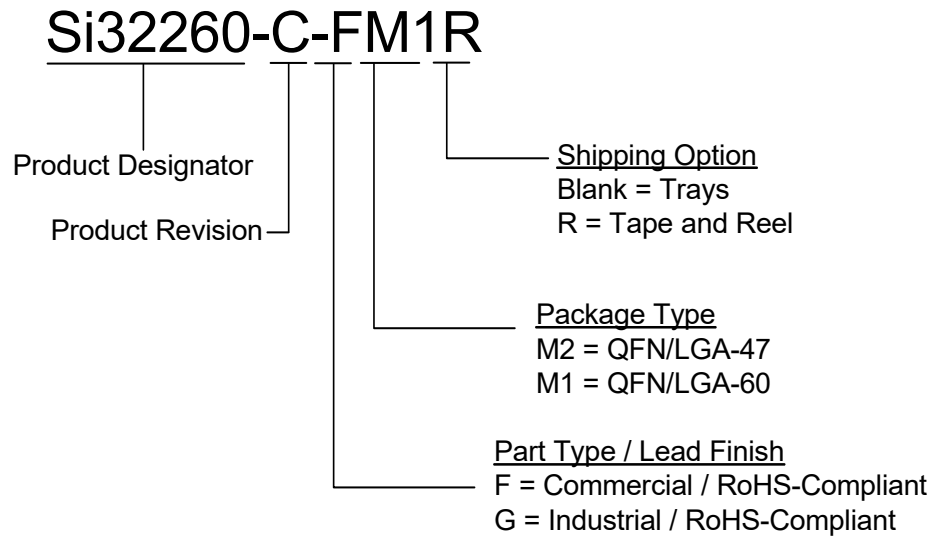 Si32260-C-FM1R
Product Designator
Product Revision
Shipping Option
Blank = Trays
R = Tape and Reel
Package Type
M2 = QFN/LGA-47
M1 = QFN/LGA-60
Part Type / Lead Finish
F = Commercial / RoHS-Compliant
G = Industrial / RoHS-Compliant